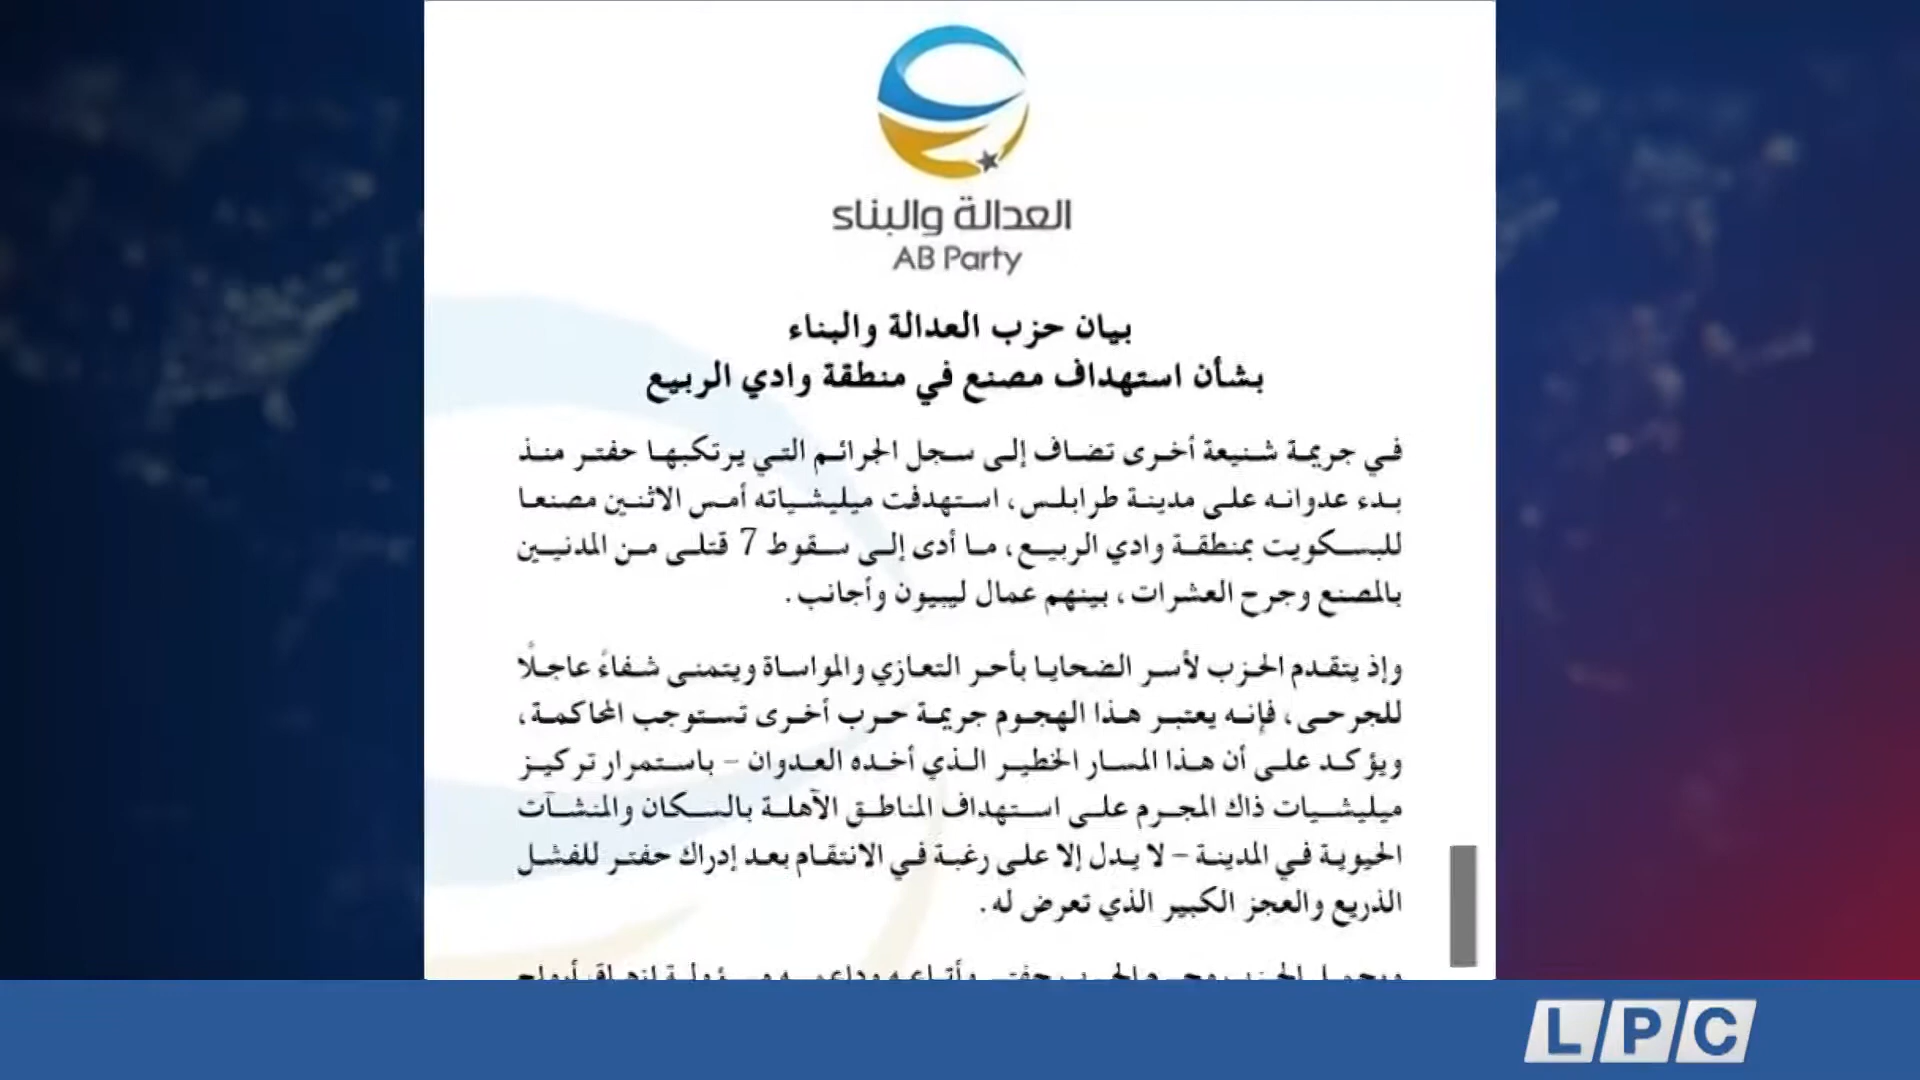 العدالة والبناء
AB Party
بيان حزب العدالة والبناء
بشأن استهداف مصنع في منطقة وادي الربيع
في جريمة شنيعة أخرى تضاف إلى سجل الجرائم التي يرتكبها حفتر منذ
بدء عدوانه على مدينة طرابلس، استهدفت ميليشياته أمس الاثنين مصنعا
للبسكويت بمنطقة وادي الربيع، ما أدى إلى سقوط 7 قتلى من المدنيين
بالمصنع وجرح العشرات، بينهم عمال ليبيون وأجانب.
وإذ يتقدم الحزب لأسر الضحايا بأحر التعازي والمواساة ويتمنى شفاءً عاجلًا
للجرحى، فإنه يعتبر هذا الهجوم جريمة حرب أخرى تستوجب المحاكمة،
ويؤكد على أن هذا المسار الخطير الذي أخده العدوان – باستمرار تركيز
ميليشيات ذاك المجرم على استهداف المناطق الآهلة بالسكان والمنشآت
الحيوية في المدينة – لا يدل إلا على رغبة في الانتقام بعد إدراك حفتر للفشل
الذريع والعجز الكبير الذي تعرض له.
LPC